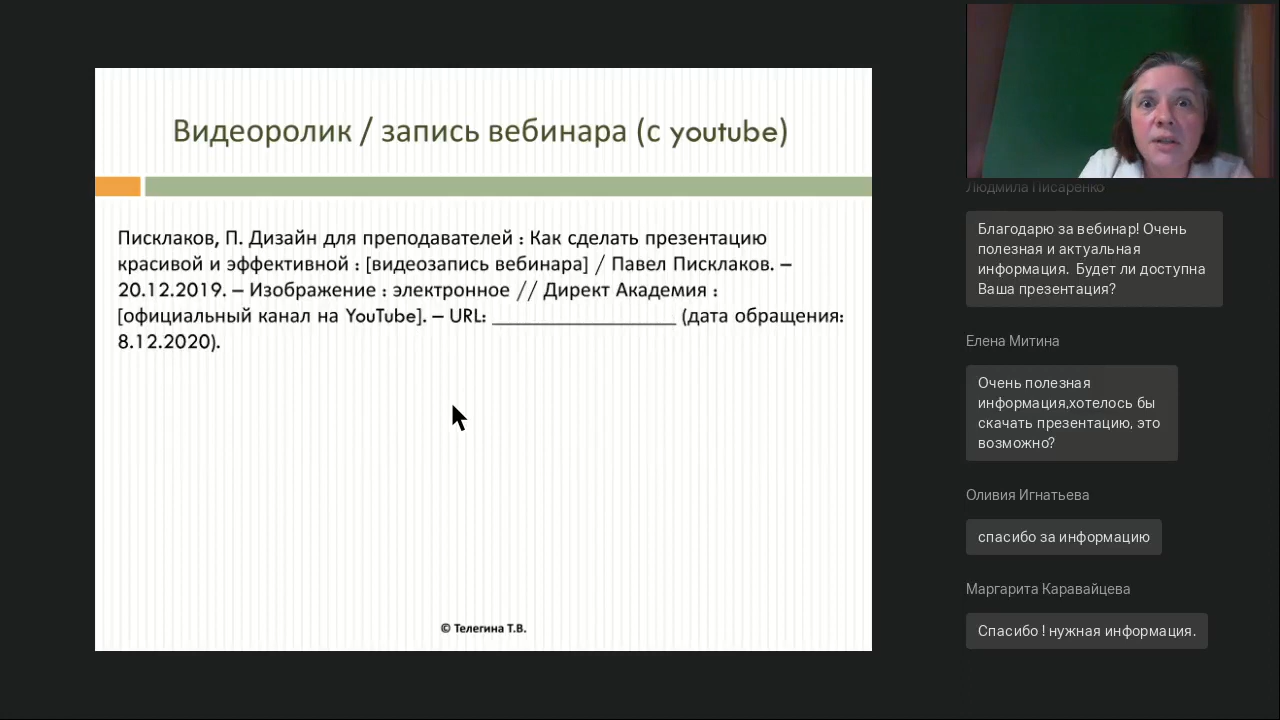 Видеоролик / запись вебинара (с youtube)
Писклаков, П. Дизайн для преподавателей : Как сделать презентацию
красивой и эффективной : [видеозапись вебинара] / Павел Писклаков. –
20.12.2019. – Изображение : электронное // Директ Академия :
[официальный канал на YouTube]. – URL: __________________ (дата обращения:
8.12.2020).
© Телегина Т.В.
Людмила Писаренко
Благодарю за вебинар! Очень
полезная и актуальная
информация. Будет ли доступна
Ваша презентация?
Елена Митина
Очень полезная
информация,хотелось бы
скачать презентацию, это
возможно?
Оливия Игнатьева
спасибо за информацию
Маргарита Каравайцева
Спасибо ! нужная информация.